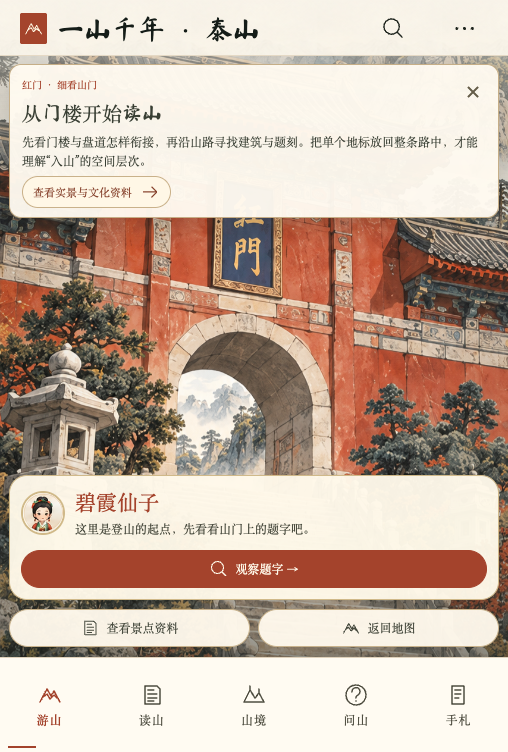 一山千年 · 泰山
红门 · 细看山门
从门楼开始读山
先看门楼与盘道怎样衔接，再沿山路寻找建筑与题刻。把单个地标放回整条路中，才能
理解“入山”的空间层次。
查看实景与文化资料 →
門
碧霞仙子
这里是登山的起点，先看看山门上的题字吧。
观察题字 →
查看景点资料
返回地图
游山
读山
山境
问山
手札